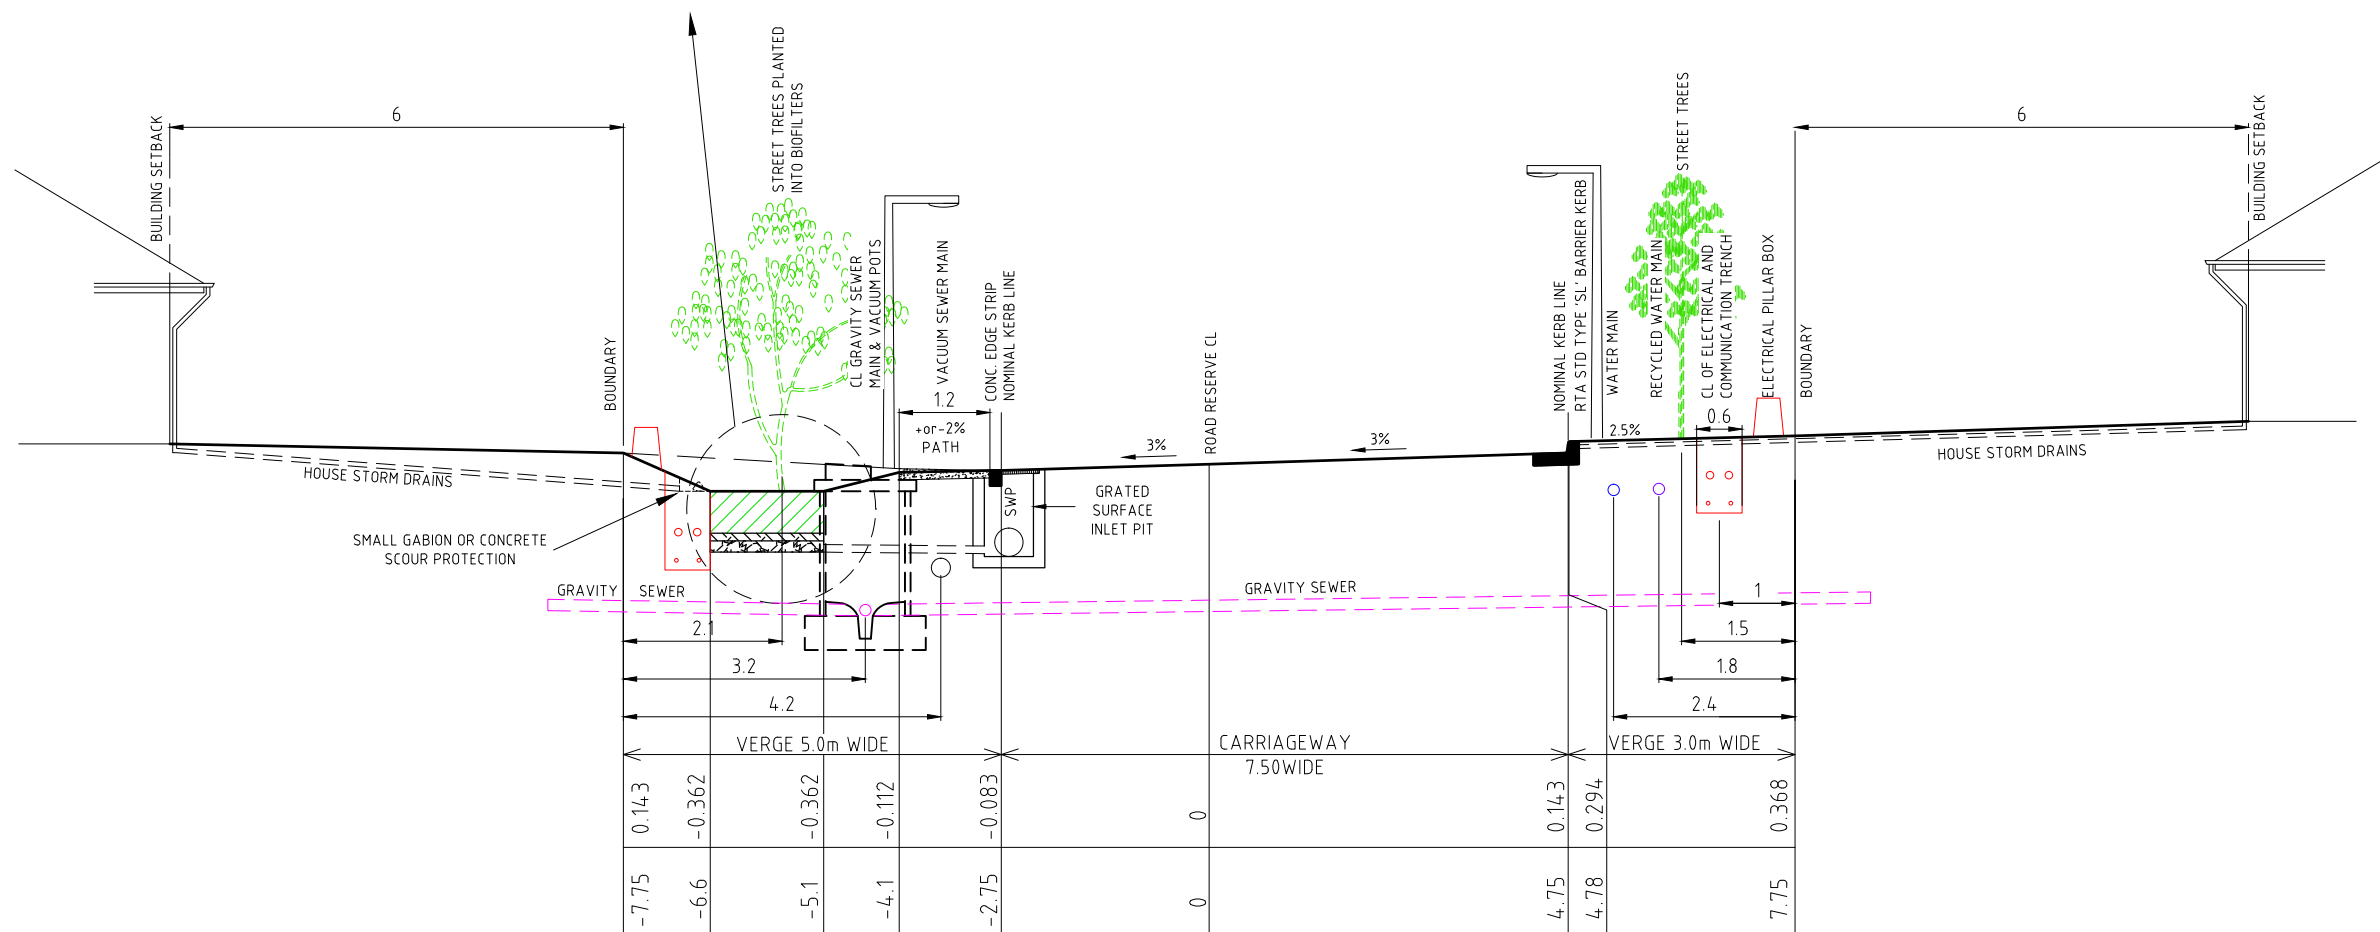 6
6
BUILDING SETBACK
STREET TREES PLANTED
INTO BIOFILTERS
STREET TREES
BUILDING SETBACK
BOUNDARY
CL GRAVITY SEWER
MAIN & VACUUM POTS
VACUUM SEWER MAIN
CONC. EDGE STRIP
NOMINAL KERB LINE
ROAD RESERVE CL
NOMINAL KERB LINE
RTA STD TYPE 'SL' BARRIER KERB
WATER MAIN
RECYCLED WATER MAIN
CL OF ELECTRICAL AND
COMMUNICATION TRENCH
ELECTRICAL PILLAR BOX
BOUNDARY
1.2
+or-2%
PATH
3%
3%
2.5%
0.6
HOUSE STORM DRAINS
HOUSE STORM DRAINS
SWP
GRATED
SURFACE
INLET PIT
SMALL GABION OR CONCRETE
SCOUR PROTECTION
GRAVITY SEWER
GRAVITY SEWER
1
2.1
1.5
3.2
1.8
4.2
2.4
VERGE 5.0m WIDE
CARRIAGEWAY
7.50WIDE
VERGE 3.0m WIDE
0.143
-0.362
-0.362
-0.112
-0.083
0
0.143
0.294
0.368
-7.75
-6.6
-5.1
-4.1
-2.75
0
4.75
4.78
7.75